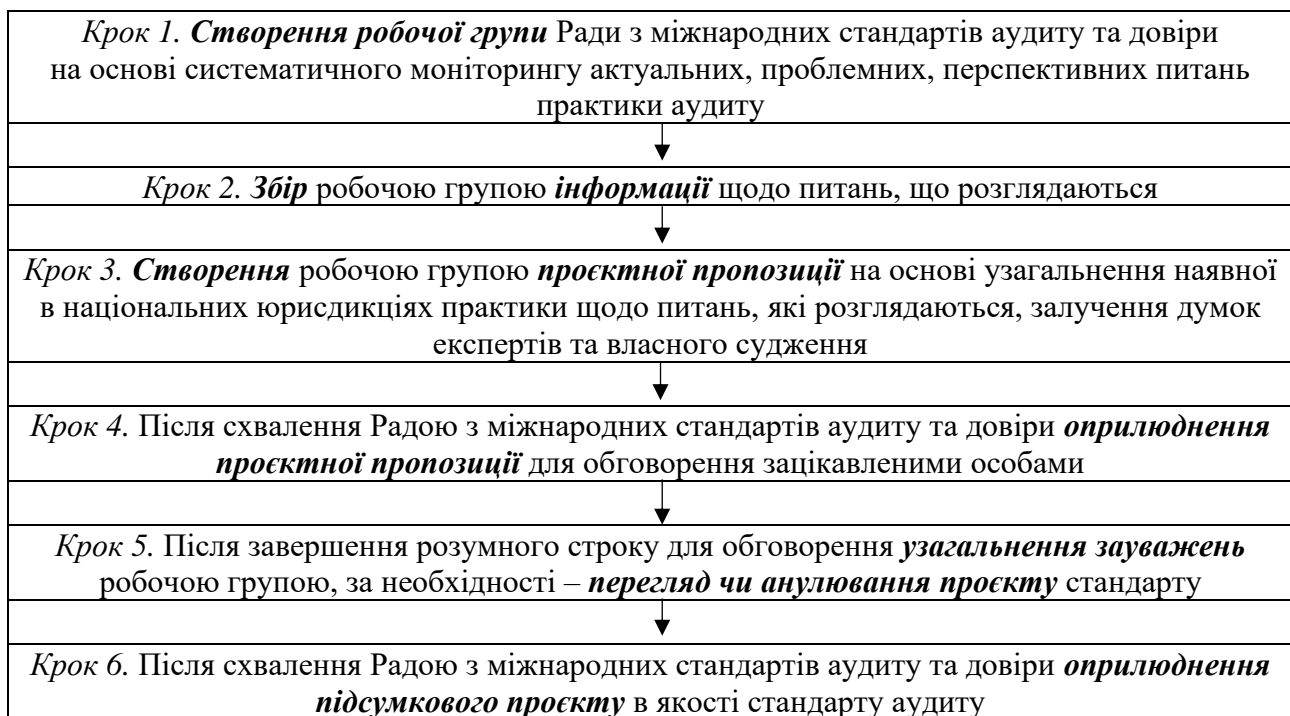 Крок 1. Створення робочої групи Ради з міжнародних стандартів аудиту та довіри
на основі систематичного моніторингу актуальних, проблемних, перспективних питань
практики аудиту
Крок 2. Збір робочою групою інформації щодо питань, що розглядаються
Крок 3. Створення робочою групою проєктної пропозиції на основі узагальнення наявної
в національних юрисдикціях практики щодо питань, які розглядаються, залучення думок
експертів та власного судження
Крок 4. Після схвалення Радою з міжнародних стандартів аудиту та довіри оприлюднення
проєктної пропозиції для обговорення зацікавленими особами
Крок 5. Після завершення розумного строку для обговорення узагальнення зауважень
робочою групою, за необхідності – перегляд чи анулювання проєкту стандарту
Крок 6. Після схвалення Радою з міжнародних стандартів аудиту та довіри оприлюднення
підсумкового проєкту в якості стандарту аудиту